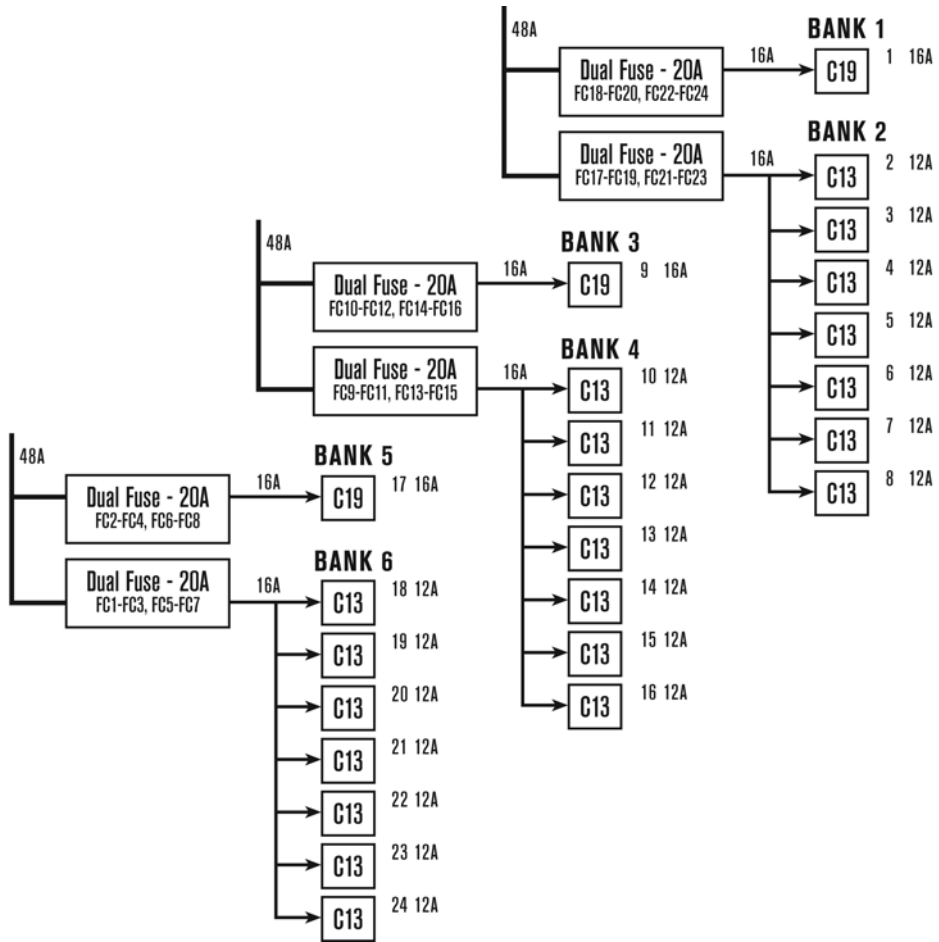 48A
Dual Fuse - 20A
FC18-FC20, FC22-FC24
16A
BANK 1
C19 1 16A
Dual Fuse - 20A
FC17-FC19, FC21-FC23
16A
BANK 2
C13 2 12A
C13 3 12A
C13 4 12A
C13 5 12A
C13 6 12A
C13 7 12A
C13 8 12A
48A
Dual Fuse - 20A
FC10-FC12, FC14-FC16
16A
BANK 3
C19 9 16A
Dual Fuse - 20A
FC9-FC11, FC13-FC15
16A
BANK 4
C13 10 12A
C13 11 12A
C13 12 12A
C13 13 12A
C13 14 12A
C13 15 12A
C13 16 12A
48A
Dual Fuse - 20A
FC2-FC4, FC6-FC8
16A
BANK 5
C19 17 16A
Dual Fuse - 20A
FC1-FC3, FC5-FC7
16A
BANK 6
C13 18 12A
C13 19 12A
C13 20 12A
C13 21 12A
C13 22 12A
C13 23 12A
C13 24 12A